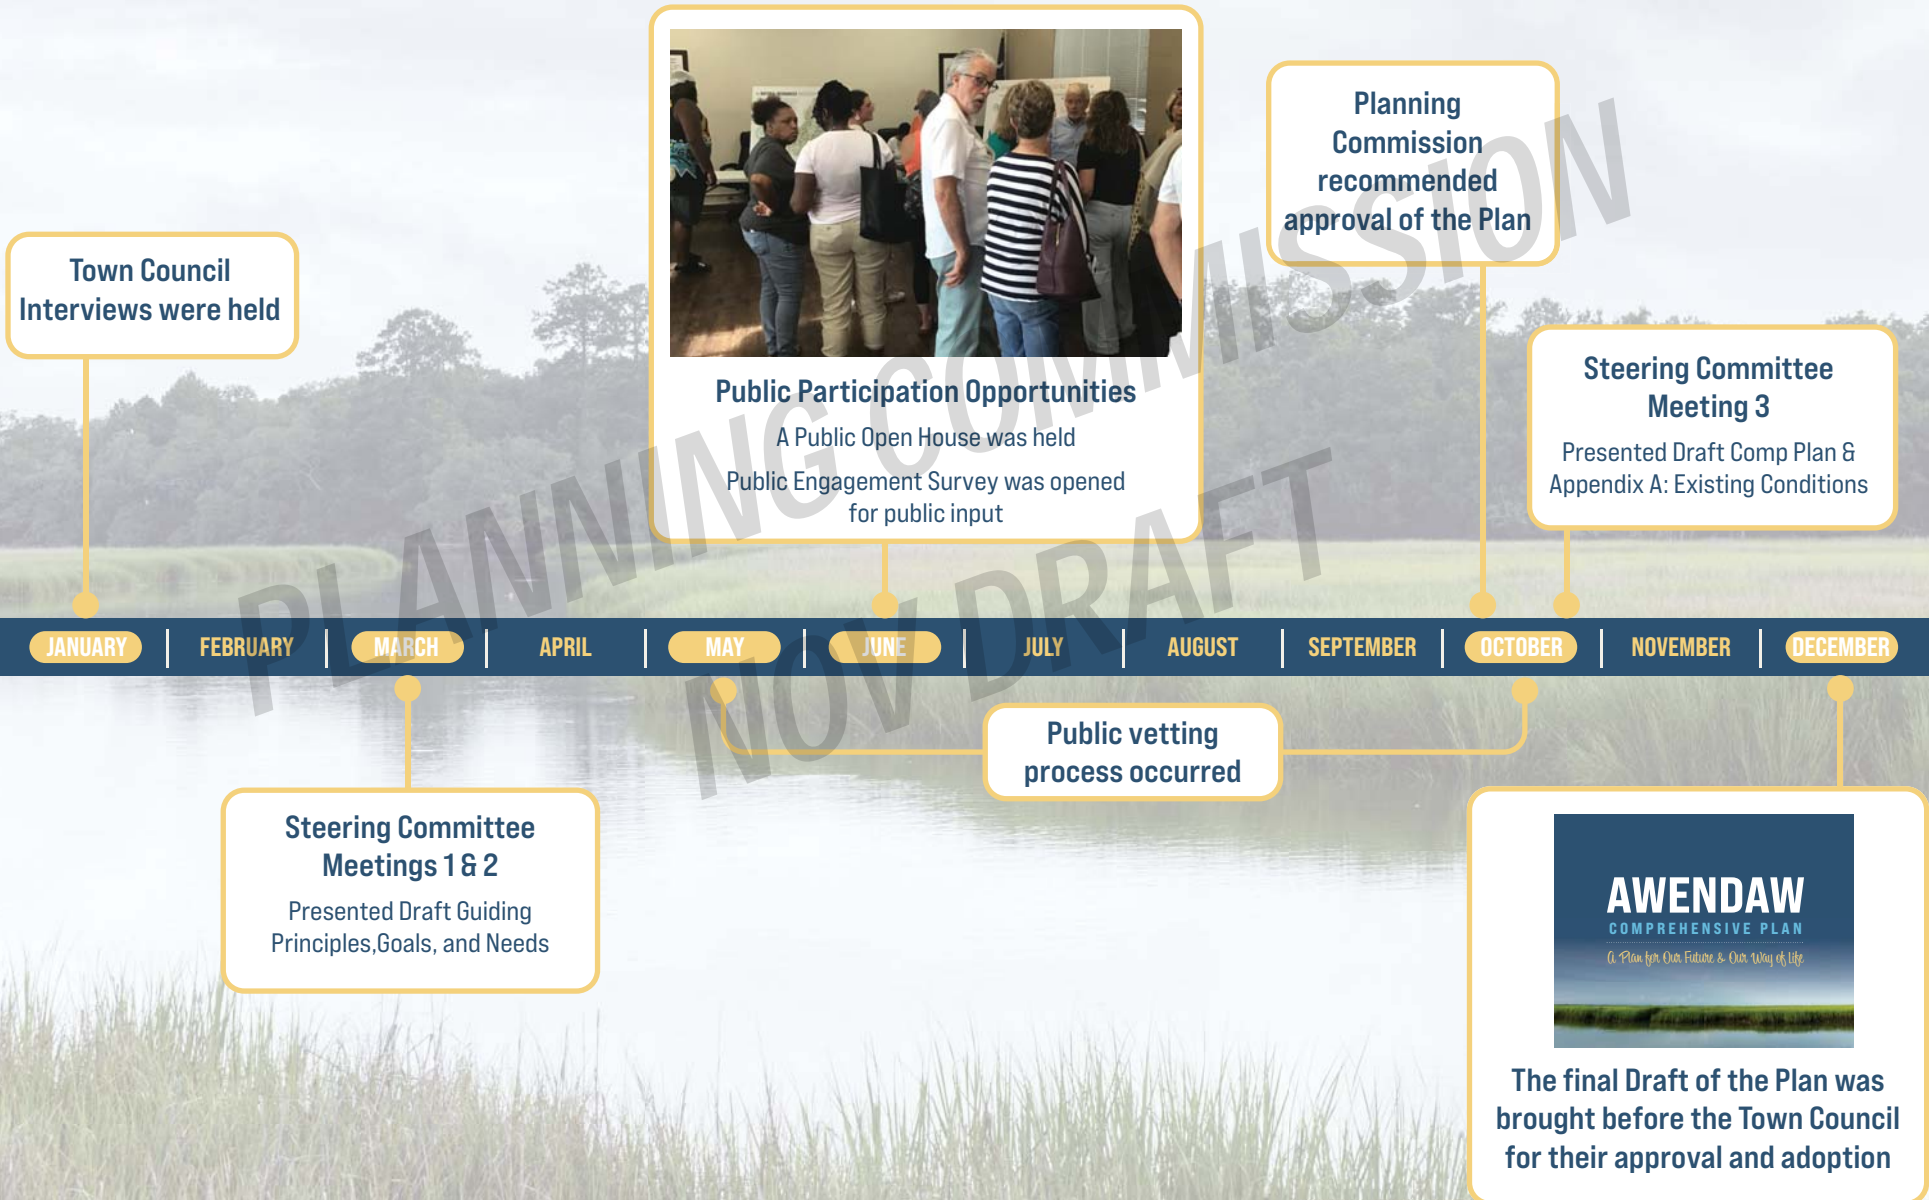 Planning
Commission
recommended
approval of the Plan
Town Council
Interviews were held
Public Participation Opportunities
A Public Open House was held
Public Engagement Survey was opened
for public input
Steering Committee
Meeting 3
Presented Draft Comp Plan &
Appendix A: Existing Conditions
PLANNING COMMISSION
NOV DRAFT
JANUARY
FEBRUARY
MARCH
APRIL
MAY
JUNE
JULY
AUGUST
SEPTEMBER
OCTOBER
NOVEMBER
DECEMBER
Public vetting
process occurred
Steering Committee
Meetings 1 & 2
Presented Draft Guiding
Principles,Goals, and Needs
AWENDAW
COMPREHENSIVE PLAN
A Plan for Our Future & Our Way of Life
The final Draft of the Plan was
brought before the Town Council
for their approval and adoption